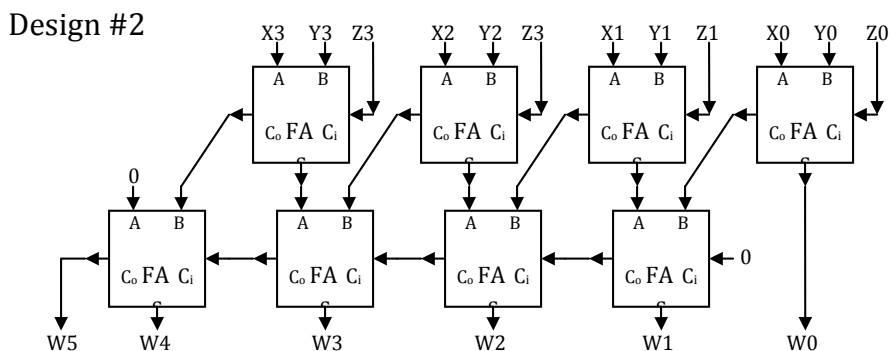 Design #2
X3 Y3 Z3 X2 Y2 Z3 X1 Y1 Z1 X0 Y0 Z0
A B A B A B A B
Co FA Ci Co FA Ci Co FA Ci Co FA Ci
S S S S
0
A B A B A B A B
Co FA Ci Co FA Ci Co FA Ci Co FA Ci 0
S S S S
W5 W4 W3 W2 W1 W0